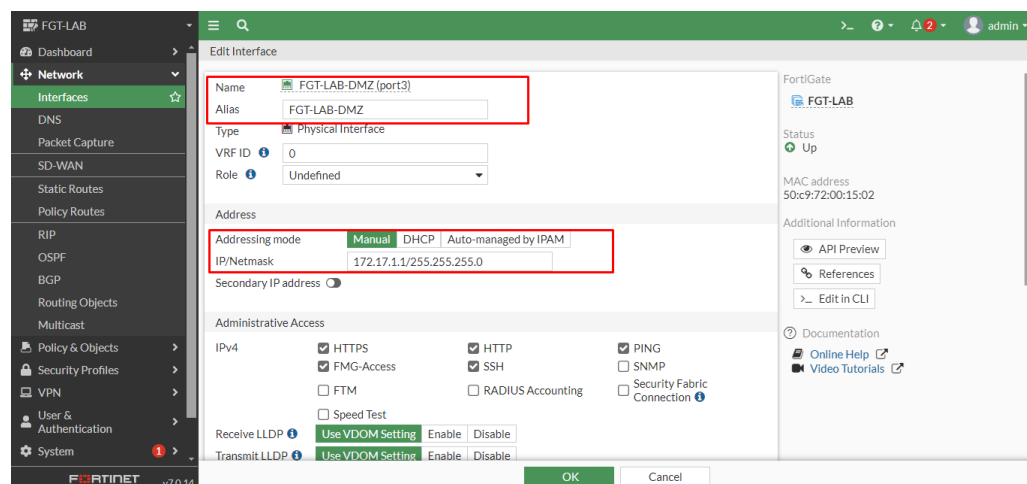 FGT-LAB
2
admin
Dashboard
Network
Interfaces
DNS
Packet Capture
SD-WAN
Static Routes
Policy Routes
RIP
OSPF
BGP
Routing Objects
Multicast
Policy & Objects
Security Profiles
VPN
User &
Authentication
System 1
FORTINET v7.0.14
Edit Interface
Name FGT-LAB-DMZ (port3)
Alias FGT-LAB-DMZ
Type Physical Interface
VRF ID 0
Role Undefined
Address
Addressing mode Manual DHCP Auto-managed by IPAM
IP/Netmask 172.17.1.1/255.255.255.0
Secondary IP address
Administrative Access
IPv4 HTTPS HTTP PING
FMG-Access SSH SNMP
FTM RADIUS Accounting Security Fabric
Connection
Speed Test
Receive LLDP Use VDOM Setting Enable Disable
Transmit LLDP Use VDOM Setting Enable Disable
OK Cancel
FortiGate
FGT-LAB
Status
Up
MAC address
50:c9:72:00:15:02
Additional Information
API Preview
References
>_ Edit in CLI
Documentation
Online Help
Video Tutorials